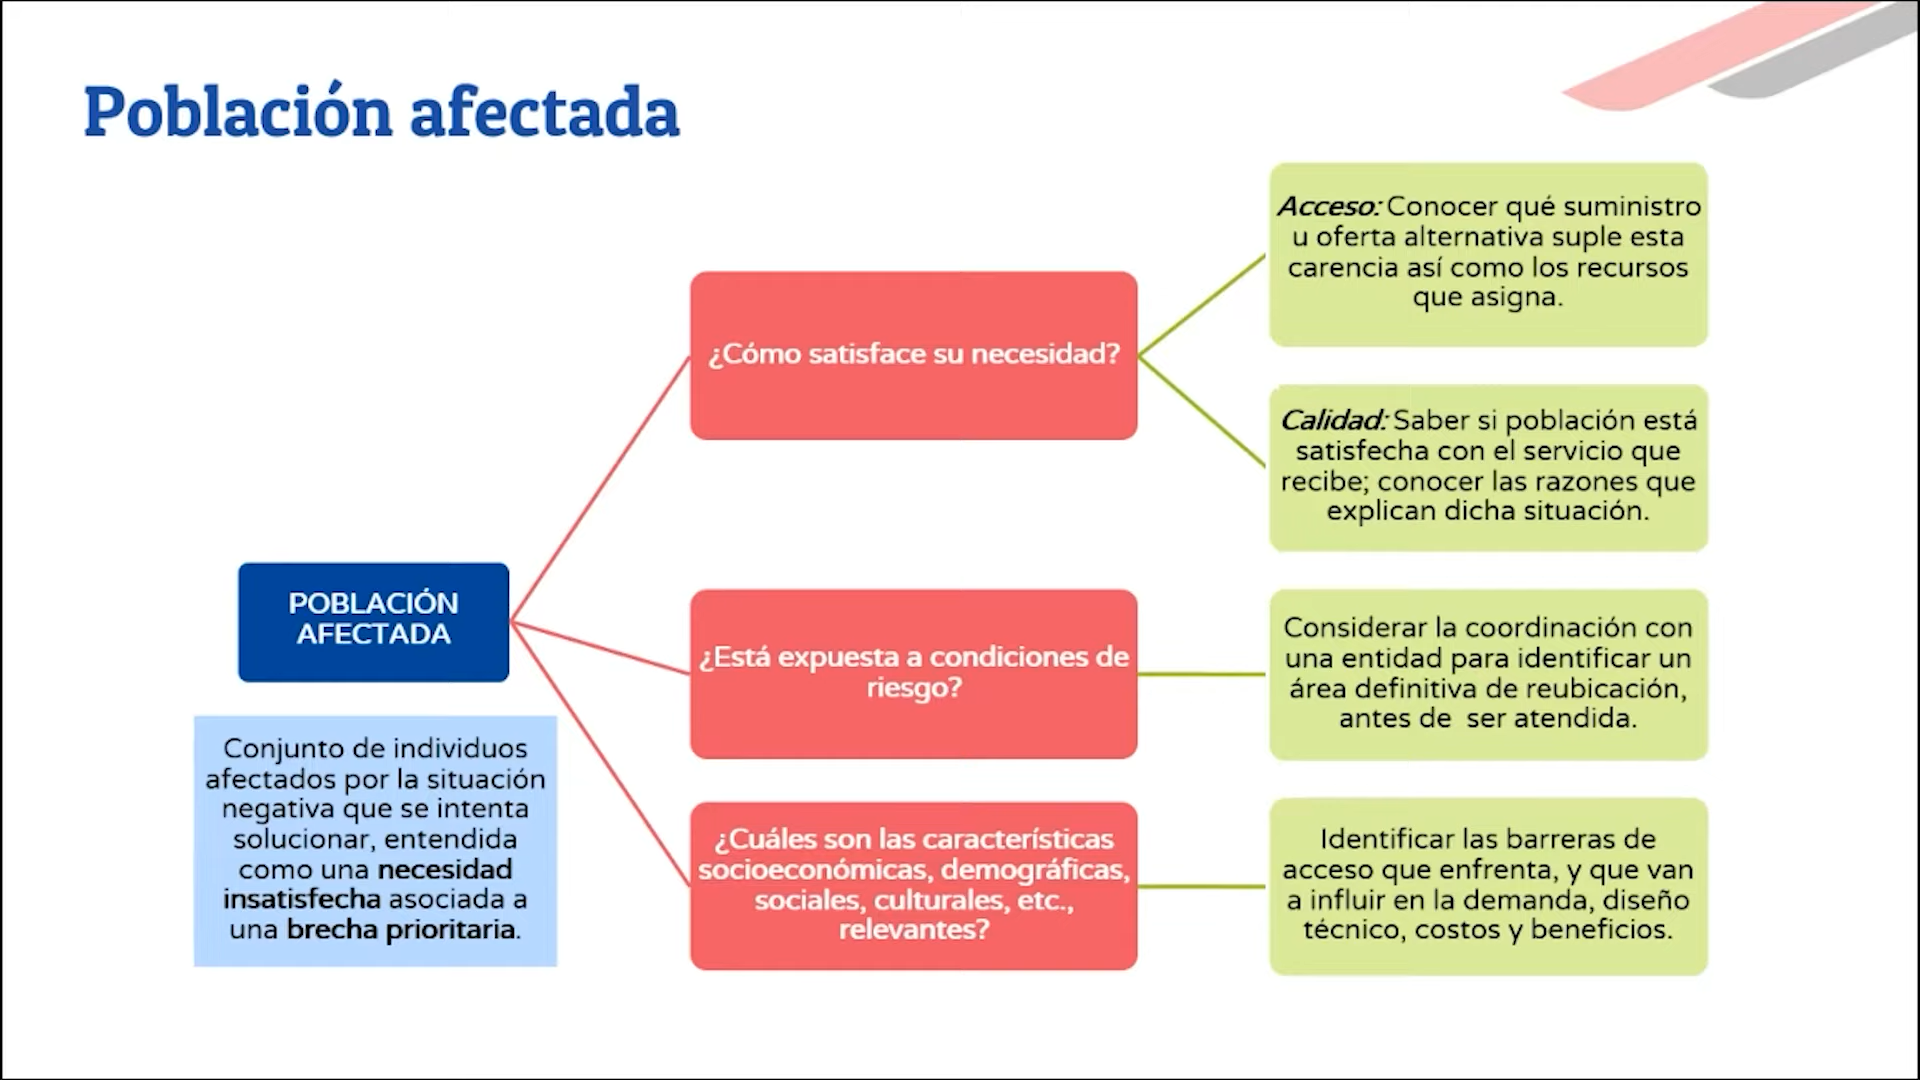 Población afectada
POBLACIÓN
AFECTADA
Conjunto de individuos
afectados por la situación
negativa que se intenta
solucionar, entendida
como una necesidad
insatisfecha asociada a
una brecha prioritaria.
¿Cómo satisface su necesidad?
Acceso: Conocer qué suministro
u oferta alternativa suple esta
carencia así como los recursos
que asigna.
Calidad: Saber si población está
satisfecha con el servicio que
recibe; conocer las razones que
explican dicha situación.
¿Está expuesta a condiciones de
riesgo?
Considerar la coordinación con
una entidad para identificar un
área definitiva de reubicación,
antes de  ser atendida.
¿Cuáles son las características
socioeconómicas, demográficas,
sociales, culturales, etc.,
relevantes?
Identificar las barreras de
acceso que enfrenta, y que van
a influir en la demanda, diseño
técnico, costos y beneficios.